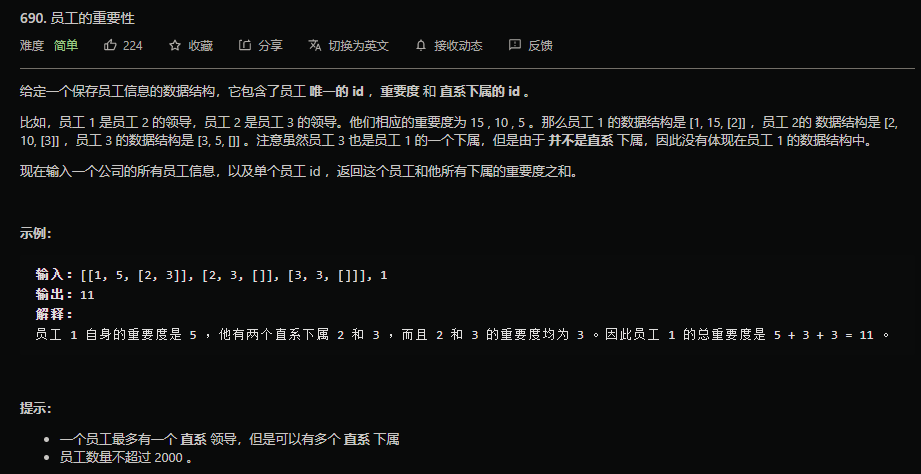 690. 员工的重要性
难度 简单 224 收藏 分享 切换为英文 接收动态 反馈
给定一个保存员工信息的数据结构，它包含了员工 唯一的 id ，重要度 和 直系下属的 id 。
比如，员工 1 是员工 2 的领导，员工 2 是员工 3 的领导。他们相应的重要度为 15 , 10 , 5 。那么员工 1 的数据结构是 [1, 15, [2]] ，员工 2的 数据结构是 [2,
10, [3]] ，员工 3 的数据结构是 [3, 5, []] 。注意虽然员工 3 也是员工 1 的一个下属，但是由于 并不是直系 下属，因此没有体现在员工 1 的数据结构中。
现在输入一个公司的所有员工信息，以及单个员工 id ，返回这个员工和他所有下属的重要度之和。
示例：
输入：[[1, 5, [2, 3]], [2, 3, []], [3, 3, []]], 1
输出：11
解释：
员工 1 自身的重要度是 5 ，他有两个直系下属 2 和 3 ，而且 2 和 3 的重要度均为 3 。因此员工 1 的总重要度是 5 + 3 + 3 = 11 。
提示：
• 一个员工最多有一个 直系 领导，但是可以有多个 直系 下属
• 员工数量不超过 2000 。